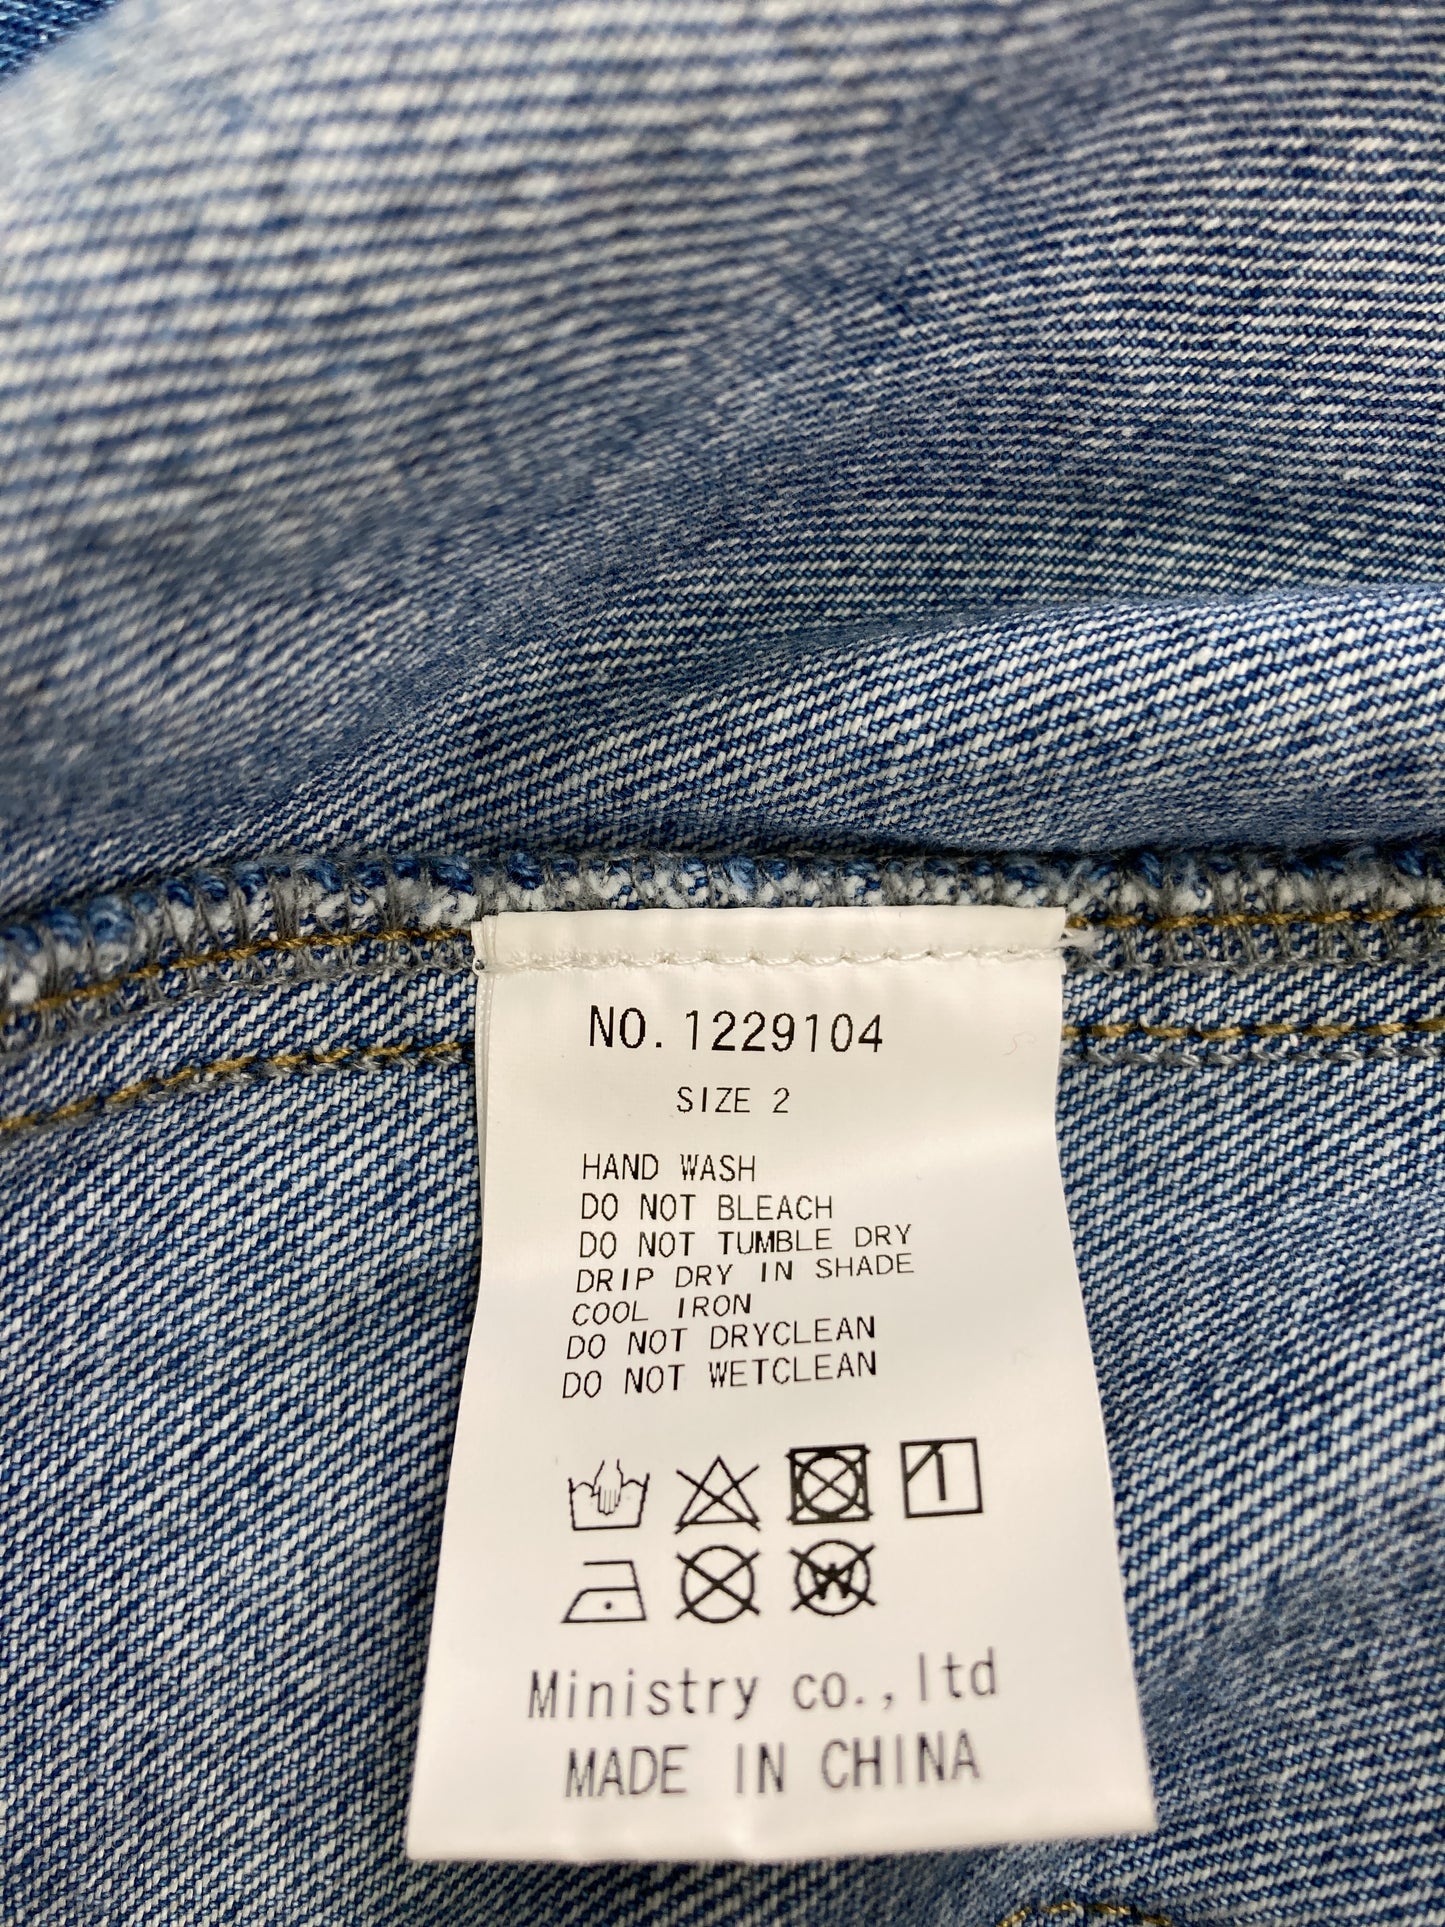 NO. 1229104
SIZE 2
HAND WASH
DO NOT BLEACH
DO NOT TUMBLE DRY
DRIP DRY IN SHADE
COOL IRON
DO NOT DRYCLEAN
DO NOT WETCLEAN
W
Ministry co.,ltd
MADE IN CHINA